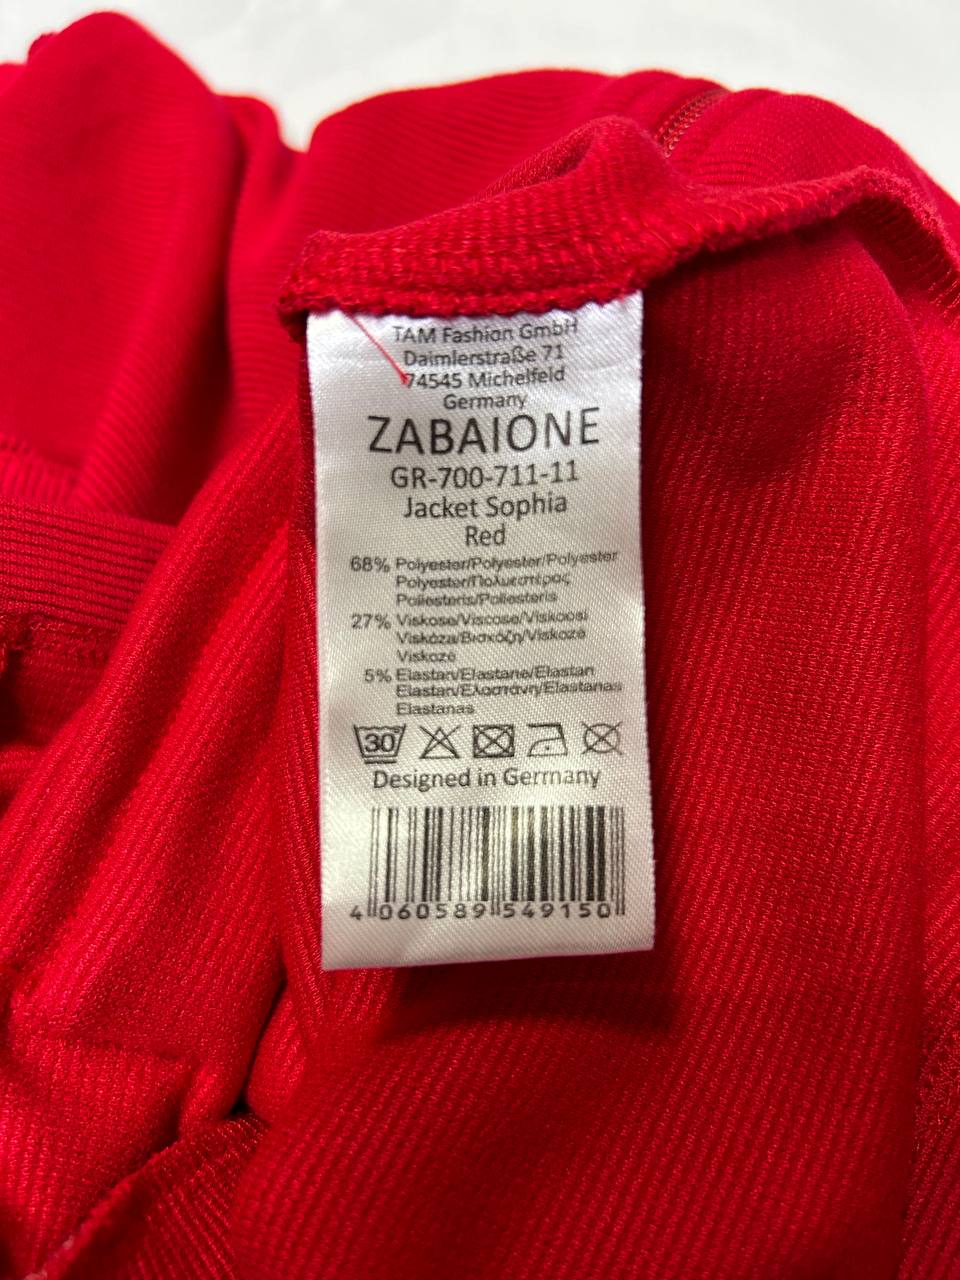 TAM Fashion GmbH
Daimlerstraße 71
74545 Michelfeld
Germany
ZABAIONE
GR-700-711-11
Jacket Sophia
Red
68% Polyester/Polyester/Polyester
Polyester/Πολυεστέρας
Poliesteris/Poliesteris
27% Viskose/Viscose/Viskoosi
Viskóza/Βισκόζη/Viskozė
Viskozė
5% Elastan/Elastane/Elastan
Elastan/Ελαστάνη/Elastanas
Elastanas
30
Designed in Germany
4 060589 549150